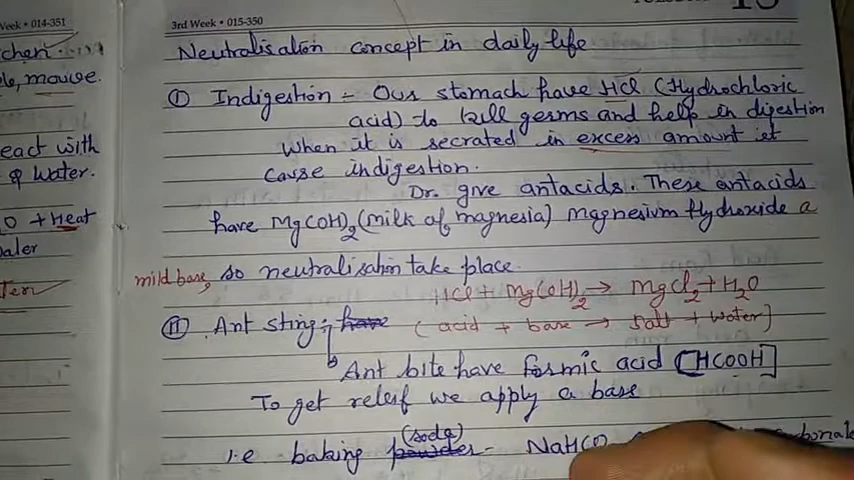 Week • 014-351
3rd Week • 015-350
chen.
le, mauve.
eact with
of Water.
O + Heat
aler
Neutralisation concept in daily life
(I) Indigestion :- Our stomach have HCl (Hydrochloric
acid) to kill germs and help in digestion
When it is secrated in excess amount it
cause indigestion.
Dr. give antacids. These antacids
have Mg(OH)2 (milk of magnesia) magnesium Hydroxide a
mild base, so neutralisation take place.
HCl + Mg(OH)2 → MgCl2 + H2O
(acid + base → salt + water]
(II) Ant sting :- have
Ant bite have formic acid [HCOOH]
To get releif we apply a base
(soda)
i.e baking powder - NaHCO